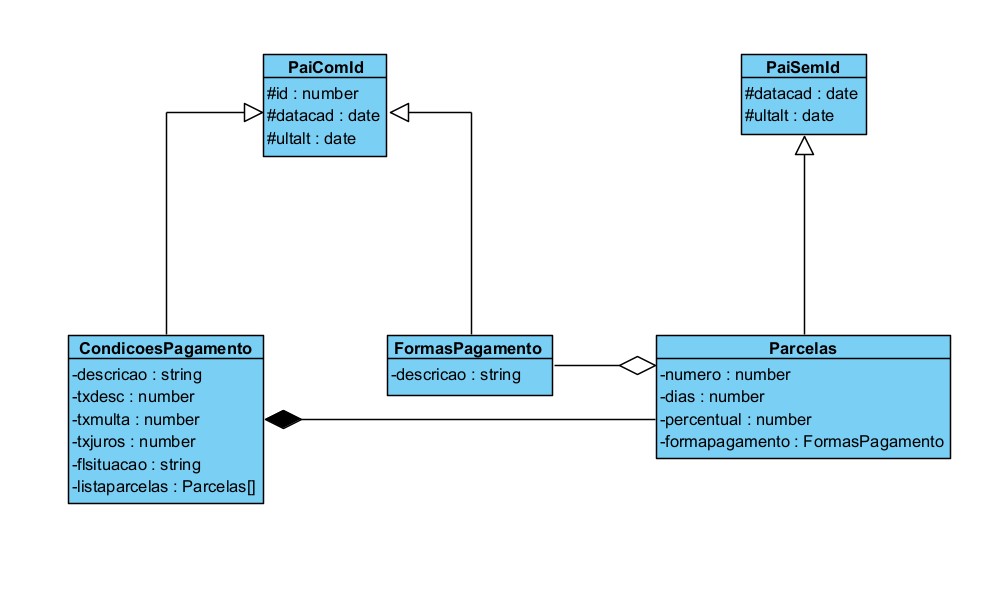 PaiComId
#id : number
#datacad : date
#ultalt : date
PaiSemId
#datacad : date
#ultalt : date
CondicoesPagamento
-descricao : string
-txdesc : number
-txmulta : number
-txjuros : number
-flsituacao : string
-listaparcelas : Parcelas[]
FormasPagamento
-descricao : string
Parcelas
-numero : number
-dias : number
-percentual : number
-formapagamento : FormasPagamento